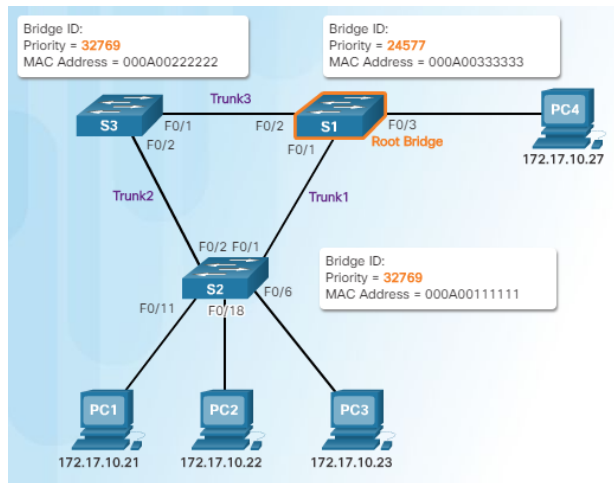 Bridge ID:
Priority = 32769
MAC Address = 000A00222222
Bridge ID:
Priority = 24577
MAC Address = 000A00333333
Trunk3
S3
F0/1
F0/2
S1
F0/3
PC4
F0/2
F0/1
Root Bridge
172.17.10.27
Trunk2
Trunk1
F0/2 F0/1
Bridge ID:
Priority = 32769
MAC Address = 000A00111111
S2
F0/6
F0/11
F0/18
PC1
PC2
PC3
172.17.10.21
172.17.10.22
172.17.10.23